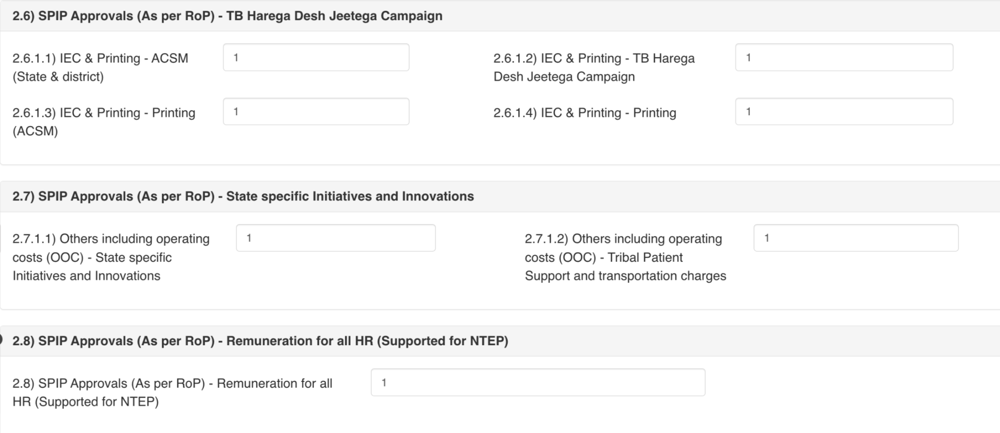 2.6) SPIP Approvals (As per RoP) - TB Harega Desh Jeetega Campaign
2.6.1.1) IEC & Printing - ACSM
(State & district)
1
2.6.1.2) IEC & Printing - TB Harega
Desh Jeetega Campaign
1
2.6.1.3) IEC & Printing - Printing
(ACSM)
1
2.6.1.4) IEC & Printing - Printing
1
2.7) SPIP Approvals (As per RoP) - State specific Initiatives and Innovations
2.7.1.1) Others including operating
costs (OOC) - State specific
Initiatives and Innovations
1
2.7.1.2) Others including operating
costs (OOC) - Tribal Patient
Support and transportation charges
1
2.8) SPIP Approvals (As per RoP) - Remuneration for all HR (Supported for NTEP)
2.8) SPIP Approvals (As per RoP) - Remuneration for all
HR (Supported for NTEP)
1